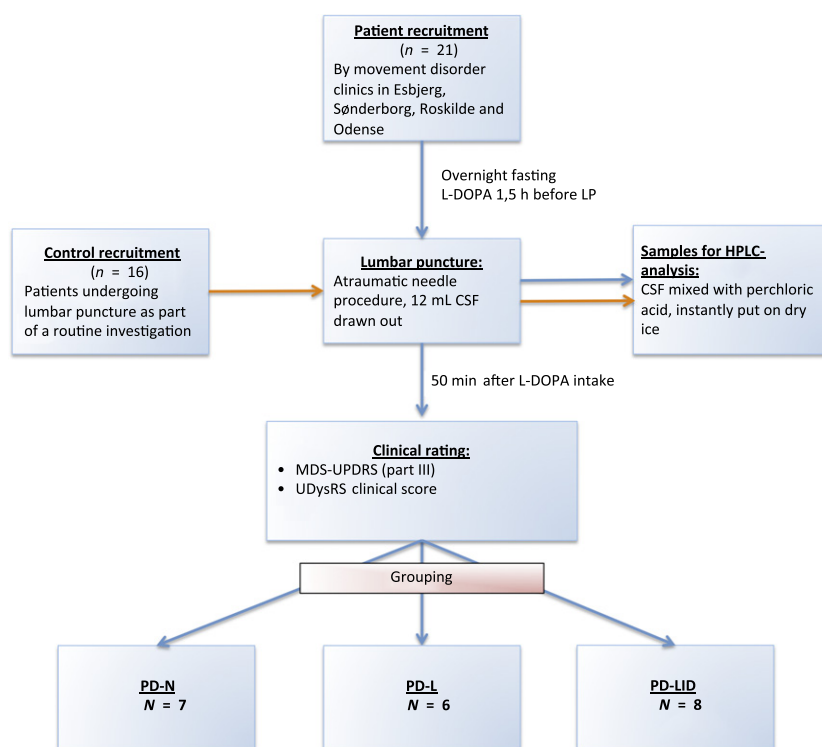 Patient recruitment
(n = 21)
By movement disorder
clinics in Esbjerg,
Sønderborg, Roskilde and
Odense
Overnight fasting
L-DOPA 1,5 h before LP
Control recruitment
(n = 16)
Patients undergoing
lumbar puncture as part
of a routine investigation
Lumbar puncture:
Atraumatic needle
procedure, 12 mL CSF
drawn out
Samples for HPLC-
analysis:
CSF mixed with perchloric
acid, instantly put on dry
ice
50 min after L-DOPA intake
Clinical rating:
• MDS-UPDRS (part III)
• UDysRS clinical score
Grouping
PD-N
N = 7
PD-L
N = 6
PD-LID
N = 8